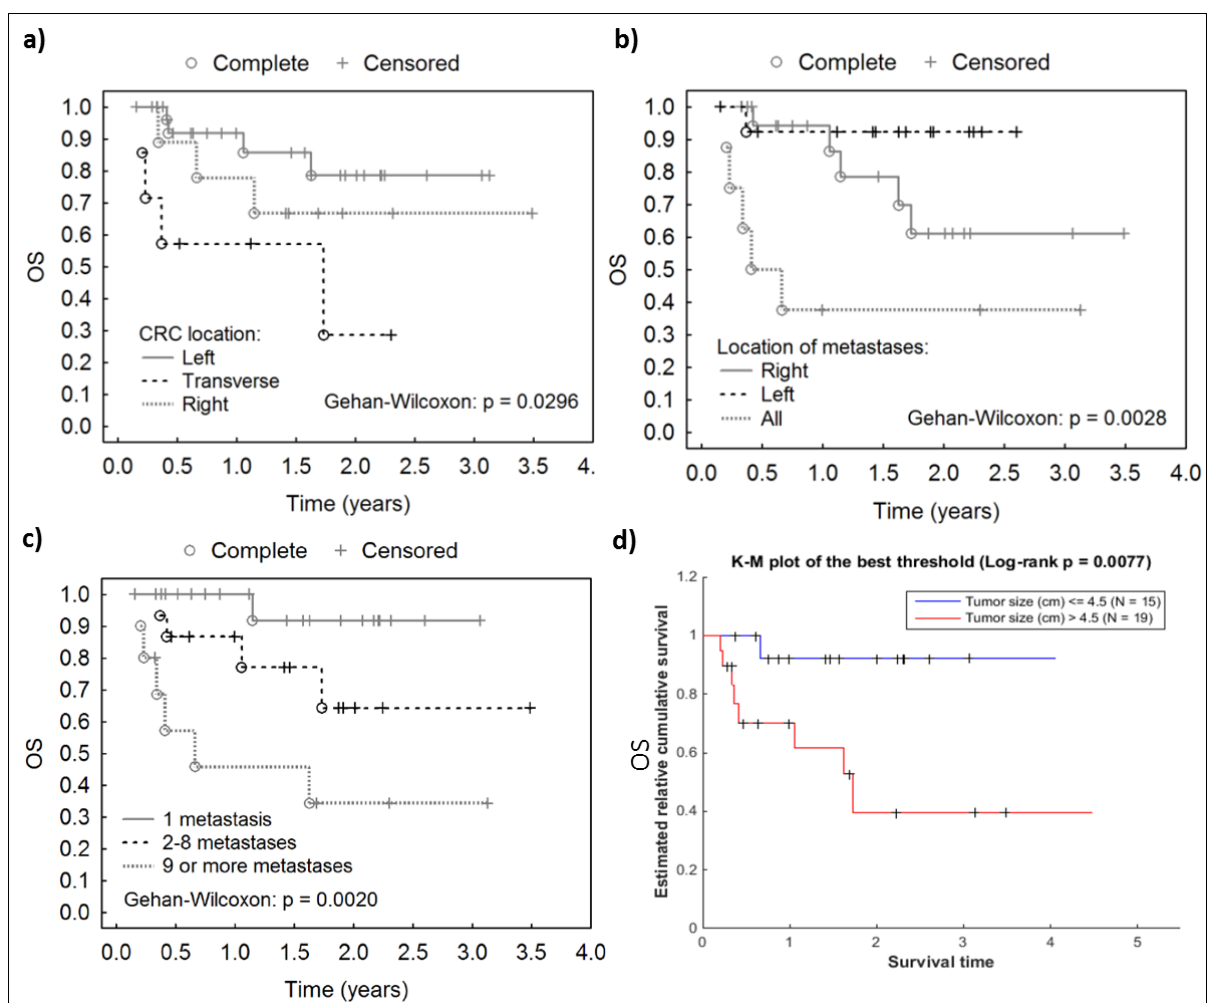 a)
Complete Censored
1.0
0.9
0.8
0.7
0.6
0.5
0.4
0.3
0.2
0.1
0.0
OS
CRC location:
Left
Transverse
Right
Gehan-Wilcoxon: p = 0.0296
0.0 0.5 1.0 1.5 2.0 2.5 3.0 3.5 4.
Time (years)
b)
Complete Censored
1.0
0.9
0.8
0.7
0.6
0.5
0.4
0.3
0.2
0.1
0.0
OS
Location of metastases:
Right
Left
All
Gehan-Wilcoxon: p = 0.0028
0.0 0.5 1.0 1.5 2.0 2.5 3.0 3.5 4.0
Time (years)
c)
Complete Censored
1.0
0.9
0.8
0.7
0.6
0.5
0.4
0.3
0.2
0.1
0.0
OS
1 metastasis
2-8 metastases
9 or more metastases
Gehan-Wilcoxon: p = 0.0020
0.0 0.5 1.0 1.5 2.0 2.5 3.0 3.5 4.0
Time (years)
d)
K-M plot of the best threshold (Log-rank p = 0.0077)
1.2
1
0.8
0.6
0.4
0.2
0
OS
Estimated relative cumulative survival
Tumor size (cm) <= 4.5 (N = 15)
Tumor size (cm) > 4.5 (N = 19)
0 1 2 3 4 5
Survival time